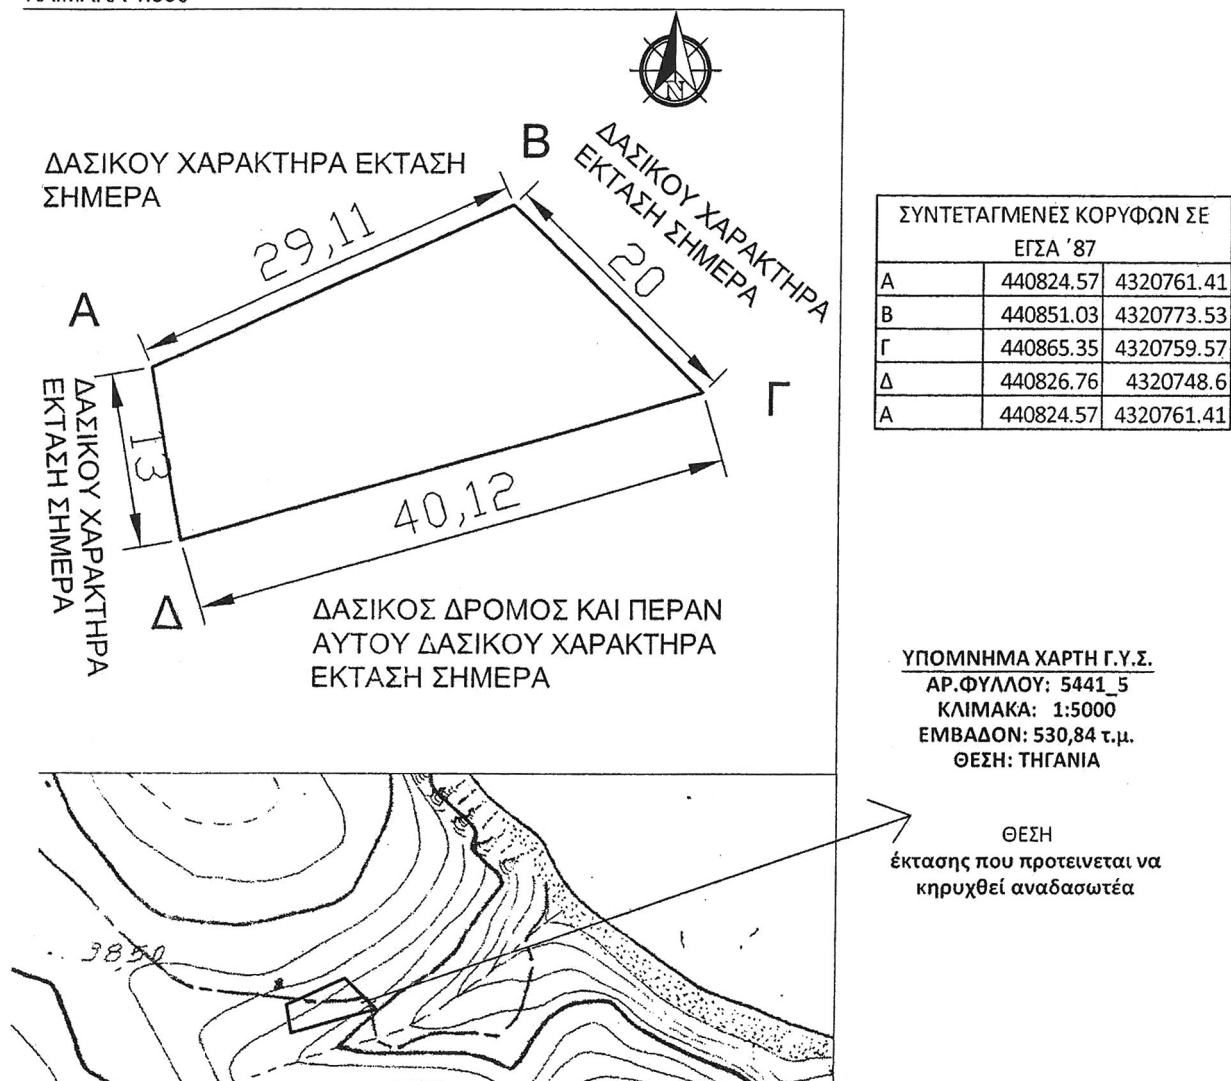 N
Β
ΔΑΣΙΚΟΥ ΧΑΡΑΚΤΗΡΑ ΕΚΤΑΣΗ
ΣΗΜΕΡΑ
ΔΑΣΙΚΟΥ ΧΑΡΑΚΤΗΡΑ
ΕΚΤΑΣΗ ΣΗΜΕΡΑ
29,11
20
Α
Γ
ΔΑΣΙΚΟΥ ΧΑΡΑΚΤΗΡΑ
ΕΚΤΑΣΗ ΣΗΜΕΡΑ
13
40,12
Δ
ΔΑΣΙΚΟΣ ΔΡΟΜΟΣ ΚΑΙ ΠΕΡΑΝ
ΑΥΤΟΥ ΔΑΣΙΚΟΥ ΧΑΡΑΚΤΗΡΑ
ΕΚΤΑΣΗ ΣΗΜΕΡΑ
ΣΥΝΤΕΤΑΓΜΕΝΕΣ ΚΟΡΥΦΩΝ ΣΕ
ΕΓΣΑ ΄87
Α 440824.57 4320761.41
Β 440851.03 4320773.53
Γ 440865.35 4320759.57
Δ 440826.76 4320748.6
Α 440824.57 4320761.41
ΥΠΟΜΝΗΜΑ ΧΑΡΤΗ Γ.Υ.Σ.
ΑΡ.ΦΥΛΛΟΥ: 5441_5
ΚΛΙΜΑΚΑ: 1:5000
ΕΜΒΑΔΟΝ: 530,84 τ.μ.
ΘΕΣΗ: ΤΗΓΑΝΙΑ
ΘΕΣΗ
έκτασης που προτεινεται να
κηρυχθεί αναδασωτέα
3850